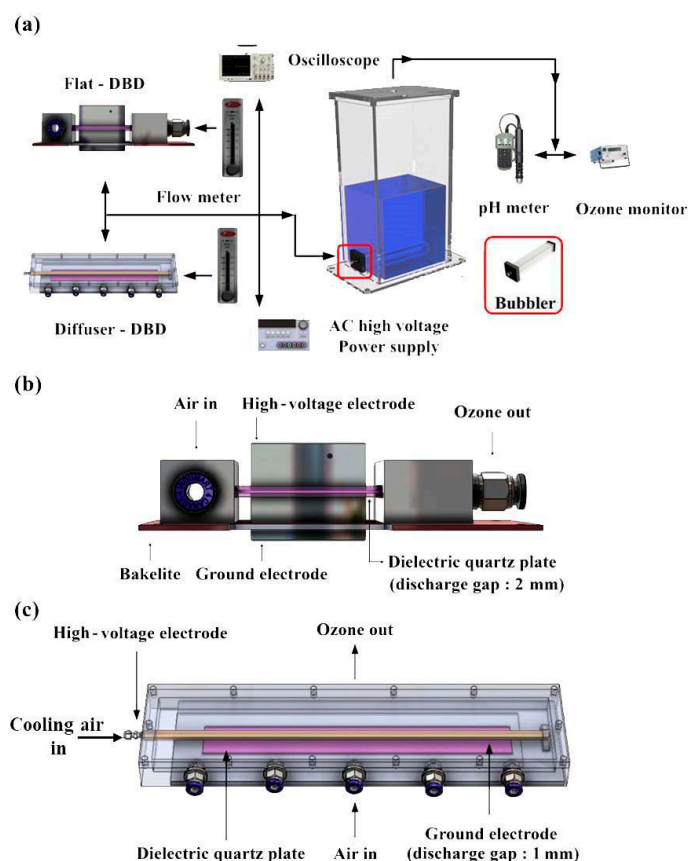 (a)
Oscilloscope
Flat - DBD
Flow meter
pH meter
Ozone monitor
Bubbler
Diffuser - DBD
AC high voltage
Power supply
(b)
Air in
High-voltage electrode
Ozone out
Bakelite
Ground electrode
Dielectric quartz plate
(discharge gap : 2 mm)
(c)
High-voltage electrode
Ozone out
Cooling air
in
Dielectric quartz plate
Air in
Ground electrode
(discharge gap : 1 mm)